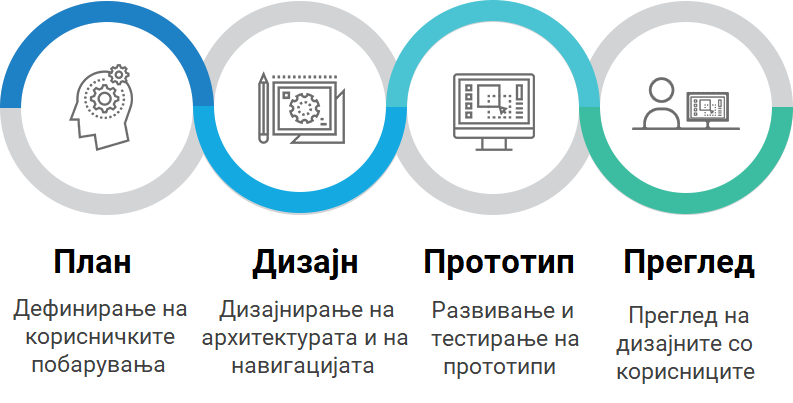 План
Дефинирање на
корисничките
побарувања
Дизајн
Дизајнирање на
архитектурата и на
навигацијата
Прототип
Развивање и
тестирање на
прототипи
Преглед
Преглед на
дизајните со
корисниците